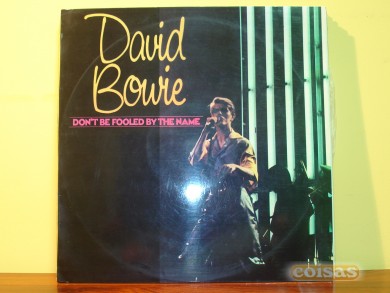 David
Bowie
DON'T BE FOOLED BY THE NAME
coisas